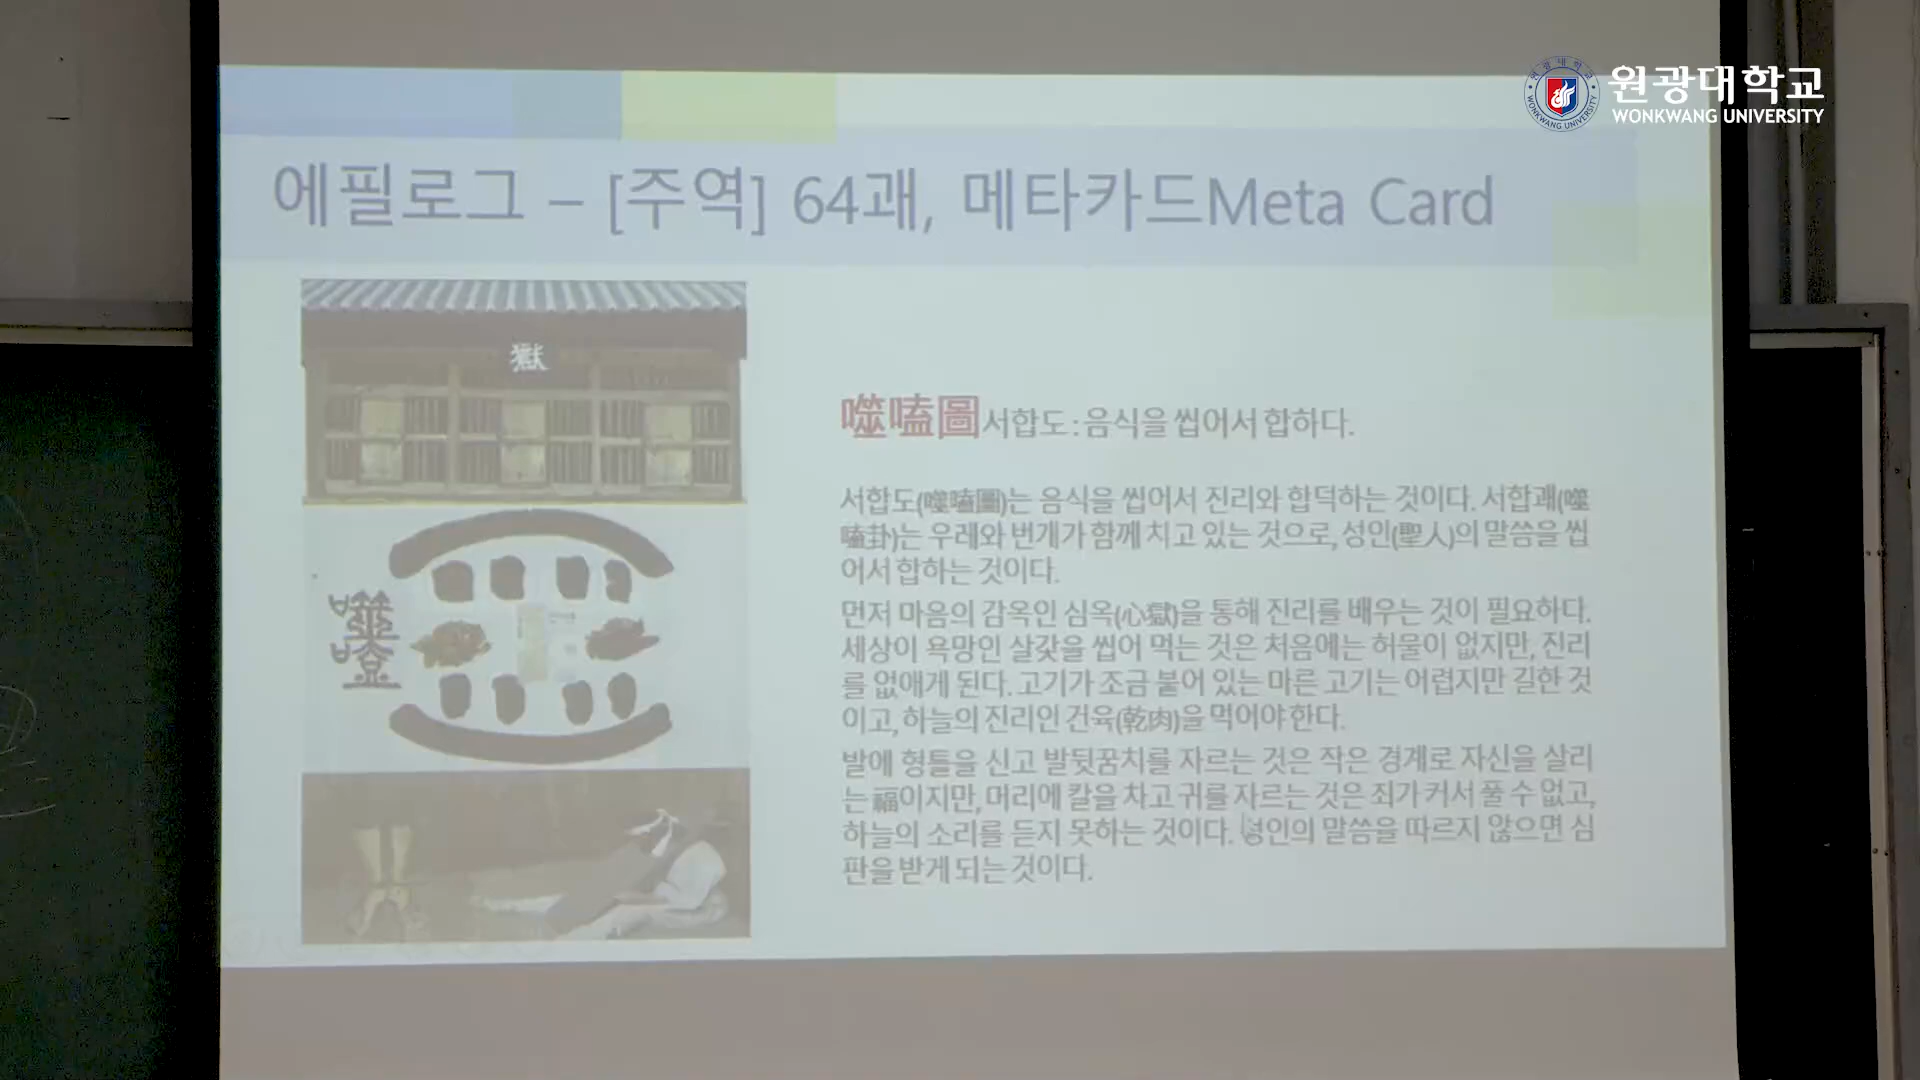 원광대학교
WONKWANG UNIVERSITY
에필로그 – [주역] 64괘, 메타카드Meta Card
獄
噬
噬嗑圖서합도:음식을 씹어서 합하다.
서합도(噬嗑圖)는 음식을 씹어서 진리와 합덕하는 것이다. 서합괘(噬
嗑卦)는 우레와 번개가 함께 치고 있는 것으로, 성인(聖人)의 말씀을 씹
어서 합하는 것이다.
먼저 마음의 감옥인 심옥(心獄)을 통해 진리를 배우는 것이 필요하다.
세상이 욕망인 살갗을 씹어 먹는 것은 처음에는 허물이 없지만, 진리
를 없애게 된다. 고기가 조금 붙어 있는 마른 고기는 어렵지만 길한 것
이고, 하늘의 진리인 건육(乾肉)을 먹어야 한다.
발에 형틀을 신고 발뒷꿈치를 자르는 것은 작은 경계로 자신을 살리
는 福이지만, 머리에 칼을 차고 귀를 자르는 것은 죄가 커서 풀 수 없고,
하늘의 소리를 듣지 못하는 것이다. 성인의 말씀을 따르지 않으면 심
판을 받게 되는 것이다.